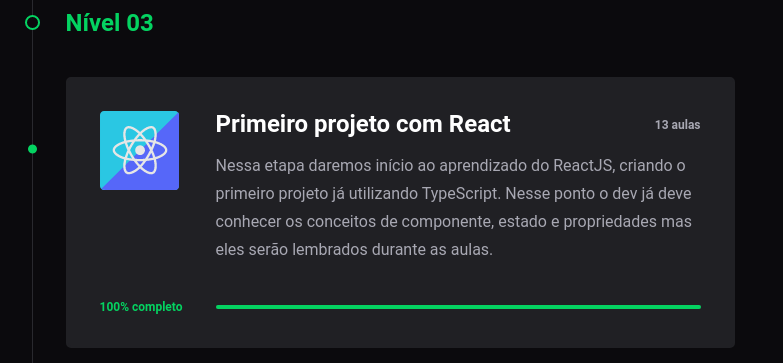 Nível 03
Primeiro projeto com React
13 aulas
Nessa etapa daremos início ao aprendizado do ReactJS, criando o
primeiro projeto já utilizando TypeScript. Nesse ponto o dev já deve
conhecer os conceitos de componente, estado e propriedades mas
eles serão lembrados durante as aulas.
100% completo